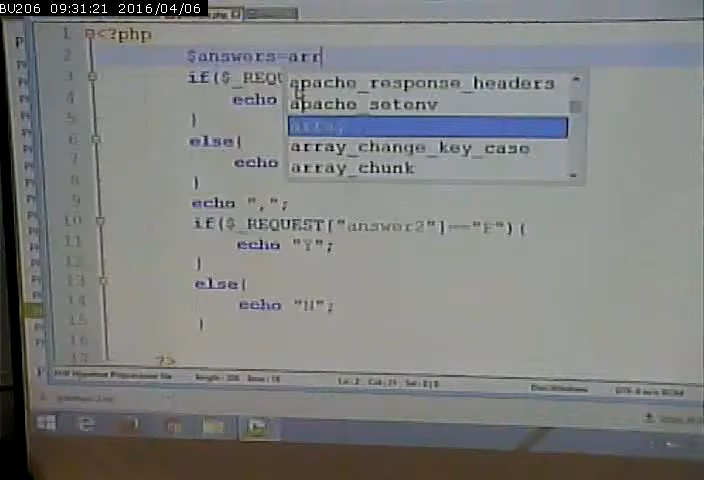 BU206 09:31:21 2016/04/06
1 <?php
2 $answers=arr
3 if($_REQU
apache_response_headers
4 echo
apache_setenv
5 }
array
6 else{
array_change_key_case
7 echo
array_chunk
8 }
9 echo ",";
10 if($_REQUEST["answer2"]=="E"){
11 echo "Y";
12 }
13 else{
14 echo "N";
15 }
16
17 ?>